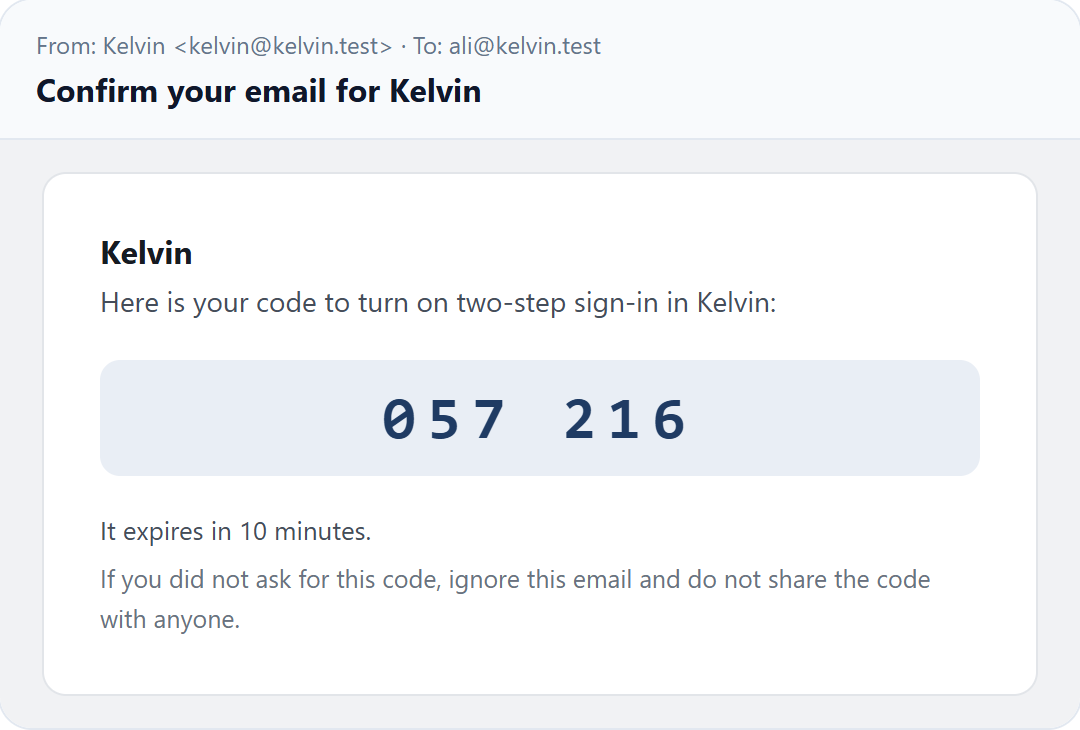 From: Kelvin <kelvin@kelvin.test> · To: ali@kelvin.test
Confirm your email for Kelvin
Kelvin
Here is your code to turn on two-step sign-in in Kelvin:
057 216
It expires in 10 minutes.
If you did not ask for this code, ignore this email and do not share the code
with anyone.